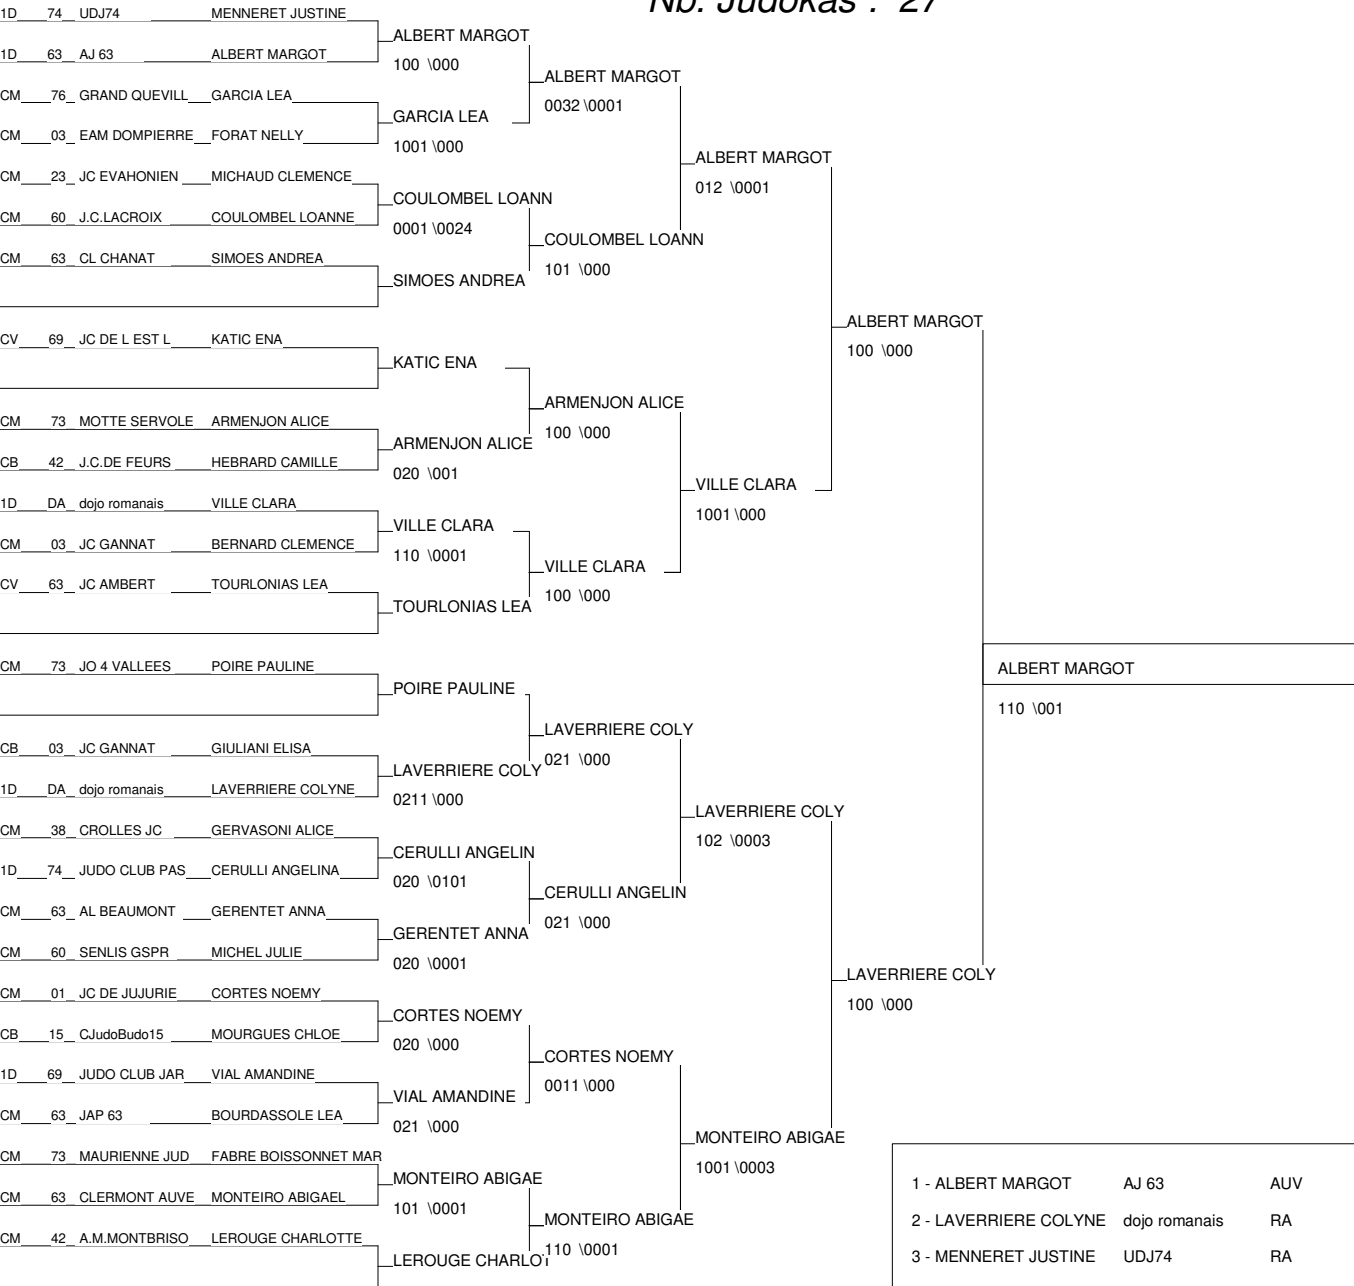 Nb. Judokas : 27
1D 74 UDJ74 MENNERET JUSTINE
ALBERT MARGOT
1D 63 AJ 63 ALBERT MARGOT
100 \000
ALBERT MARGOT
CM 76 GRAND QUEVILL GARCIA LEA
0032 \0001
GARCIA LEA
CM 03 EAM DOMPIERRE FORAT NELLY
1001 \000
ALBERT MARGOT
CM 23 JC EVAHONIEN MICHAUD CLEMENCE
012 \0001
COULOMBEL LOANN
CM 60 J.C.LACROIX COULOMBEL LOANNE
0001 \0024
COULOMBEL LOANN
CM 63 CL CHANAT SIMOES ANDREA
101 \000
SIMOES ANDREA
ALBERT MARGOT
CV 69 JC DE L EST L KATIC ENA
100 \000
KATIC ENA
ARMENJON ALICE
CM 73 MOTTE SERVOLE ARMENJON ALICE
100 \000
ARMENJON ALICE
CB 42 J.C.DE FEURS HEBRARD CAMILLE
020 \001
VILLE CLARA
1D DA dojo romanais VILLE CLARA
1001 \000
VILLE CLARA
CM 03 JC GANNAT BERNARD CLEMENCE
110 \0001
VILLE CLARA
CV 63 JC AMBERT TOURLONIAS LEA
100 \000
TOURLONIAS LEA
CM 73 JO 4 VALLEES POIRE PAULINE
ALBERT MARGOT
POIRE PAULINE
110 \001
LAVERRIERE COLY
CB 03 JC GANNAT GIULIANI ELISA
021 \000
LAVERRIERE COLY
1D DA dojo romanais LAVERRIERE COLYNE
0211 \000
LAVERRIERE COLY
CM 38 CROLLES JC GERVASONI ALICE
102 \0003
CERULLI ANGELIN
1D 74 JUDO CLUB PAS CERULLI ANGELINA
020 \0101
CERULLI ANGELIN
CM 63 AL BEAUMONT GERENTET ANNA
021 \000
GERENTET ANNA
CM 60 SENLIS GSPR MICHEL JULIE
020 \0001
LAVERRIERE COLY
CM 01 JC DE JUJURIE CORTES NOEMY
100 \000
CORTES NOEMY
CB 15 CJudoBudo15 MOURGUES CHLOE
020 \000
CORTES NOEMY
1D 69 JUDO CLUB JAR VIAL AMANDINE
0011 \000
VIAL AMANDINE
CM 63 JAP 63 BOURDASSOLE LEA
021 \000
MONTEIRO ABIGAE
CM 73 MAURIENNE JUD FABRE BOISSONNET MAR
1001 \0003
MONTEIRO ABIGAE
CM 63 CLERMONT AUVE MONTEIRO ABIGAEL
101 \0001
MONTEIRO ABIGAE
CM 42 A.M.MONTBRISO LEROUGE CHARLOTTE
110 \0001
LEROUGE CHARLOT
1 - ALBERT MARGOT AJ 63 AUV
2 - LAVERRIERE COLYNE dojo romanais RA
3 - MENNERET JUSTINE UDJ74 RA